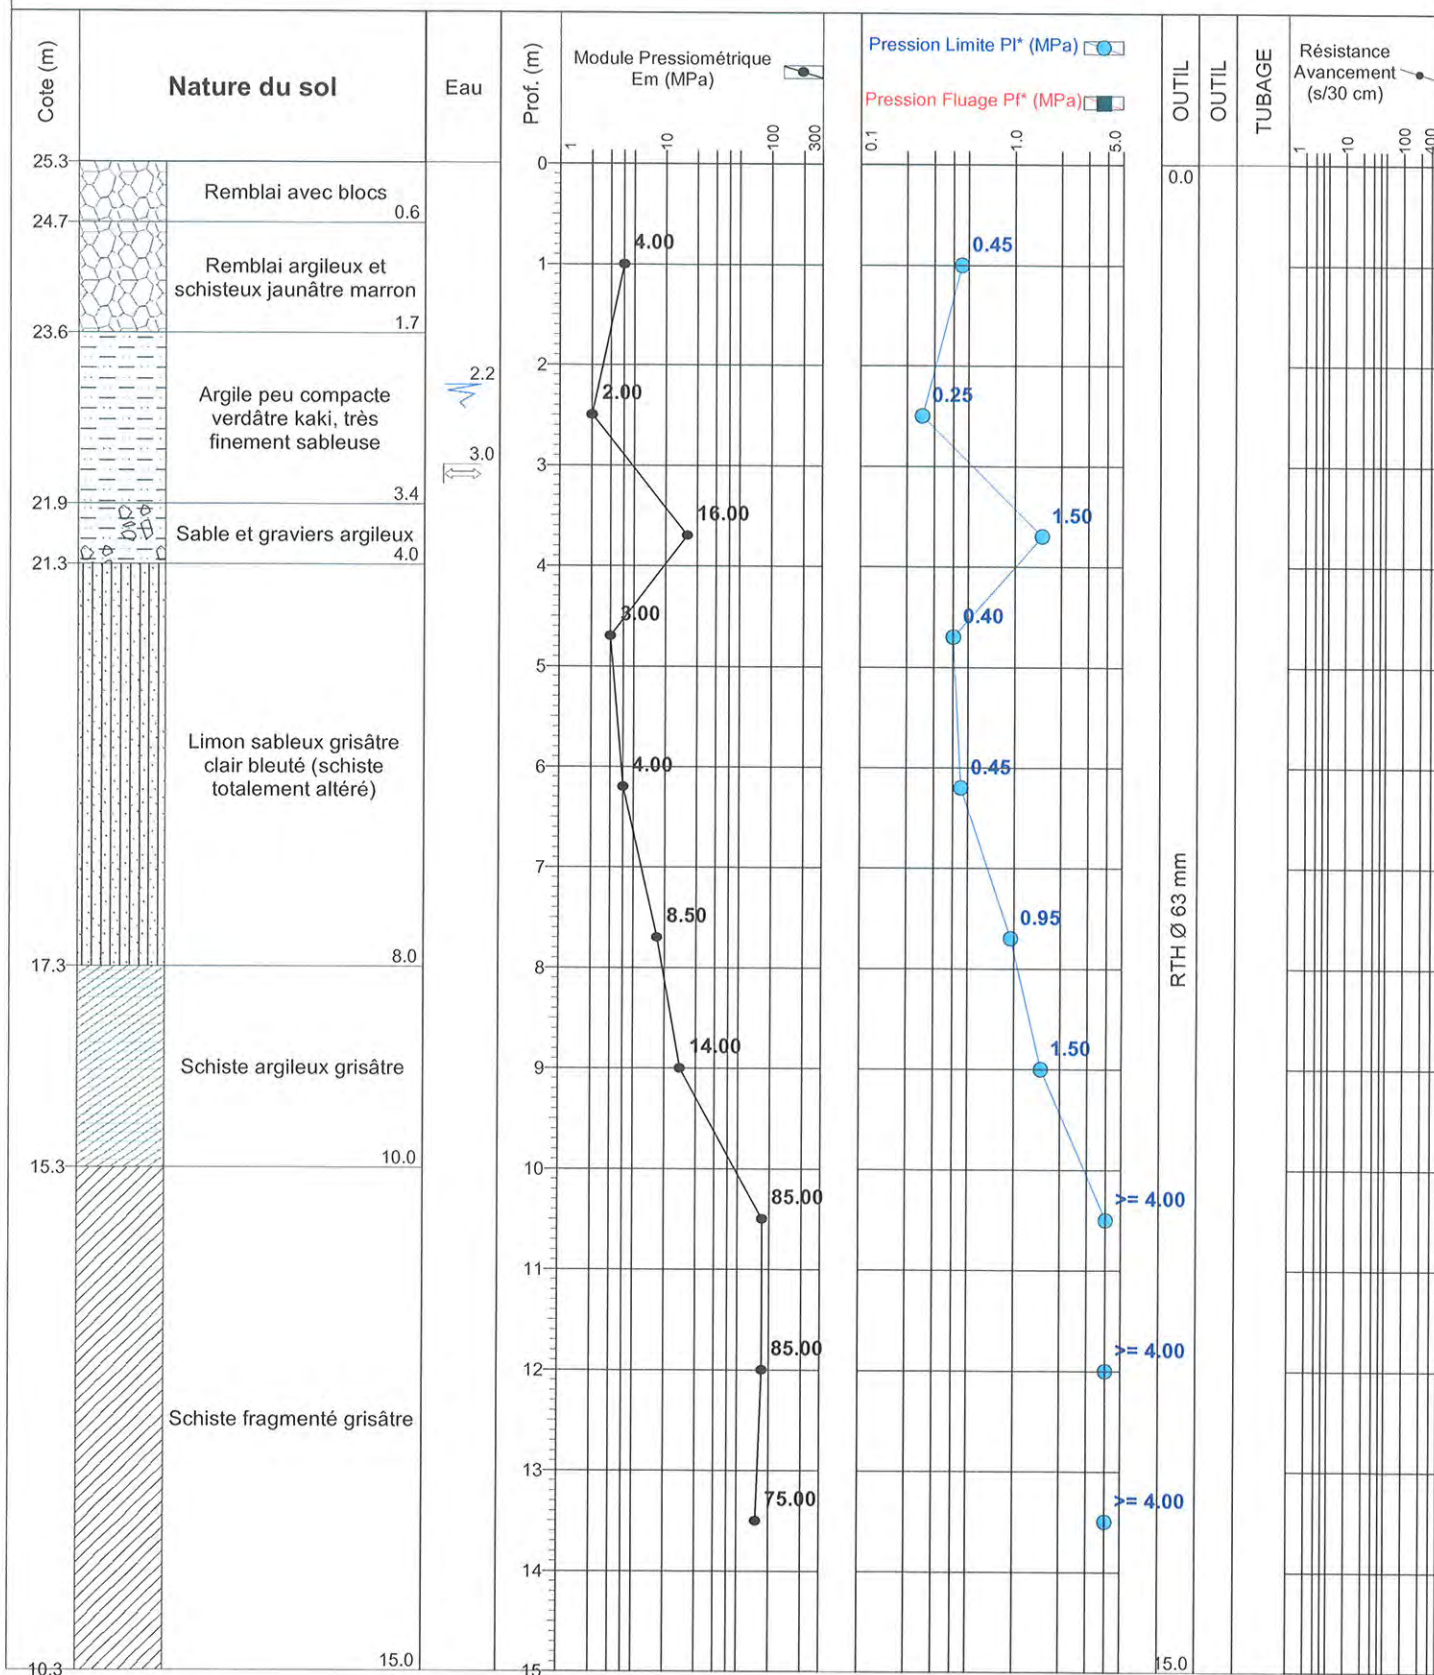 Cote (m)
Nature du sol
Eau
Prof. (m)
Module Pressiométrique
Em (MPa)
1
10
100
300
Pression Limite Pl* (MPa)
Pression Fluage Pf* (MPa)
0.1
1.0
5.0
OUTIL
OUTIL
TUBAGE
Résistance
Avancement
(s/30 cm)
1
10
100
400
25.3
Remblai avec blocs
0.6
24.7
Remblai argileux et
schisteux jaunâtre marron
1.7
23.6
Argile peu compacte
verdâtre kaki, très
finement sableuse
3.4
21.9
Sable et graviers argileux
4.0
21.3
Limon sableux grisâtre
clair bleuté (schiste
totalement altéré)
8.0
17.3
Schiste argileux grisâtre
10.0
15.3
Schiste fragmenté grisâtre
15.0
10.3
2.2
3.0
0
1
2
3
4
5
6
7
8
9
10
11
12
13
14
15
4.00
2.00
16.00
3.00
4.00
8.50
14.00
85.00
85.00
75.00
0.45
0.25
1.50
0.40
0.45
0.95
1.50
>= 4.00
>= 4.00
>= 4.00
0.0
RTH Ø 63 mm
15.0